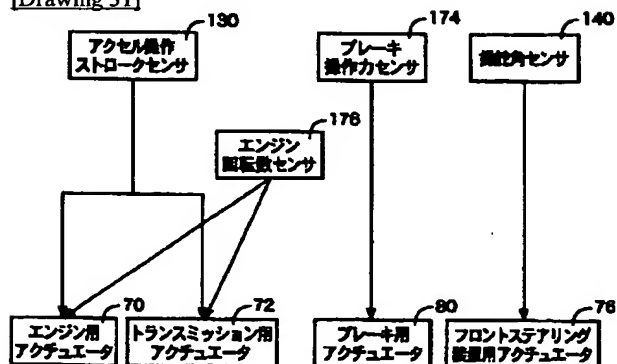 [Drawing 31]
130
アクセル操作
ストロークセンサ
174
ブレーキ
操作力センサ
140
操舵角センサ
176
エンジン
回転数センサ
70
エンジン用
アクチュエータ
72
トランスミッション用
アクチュエータ
80
ブレーキ用
アクチュエータ
76
フロントステアリング
装置用アクチュエータ